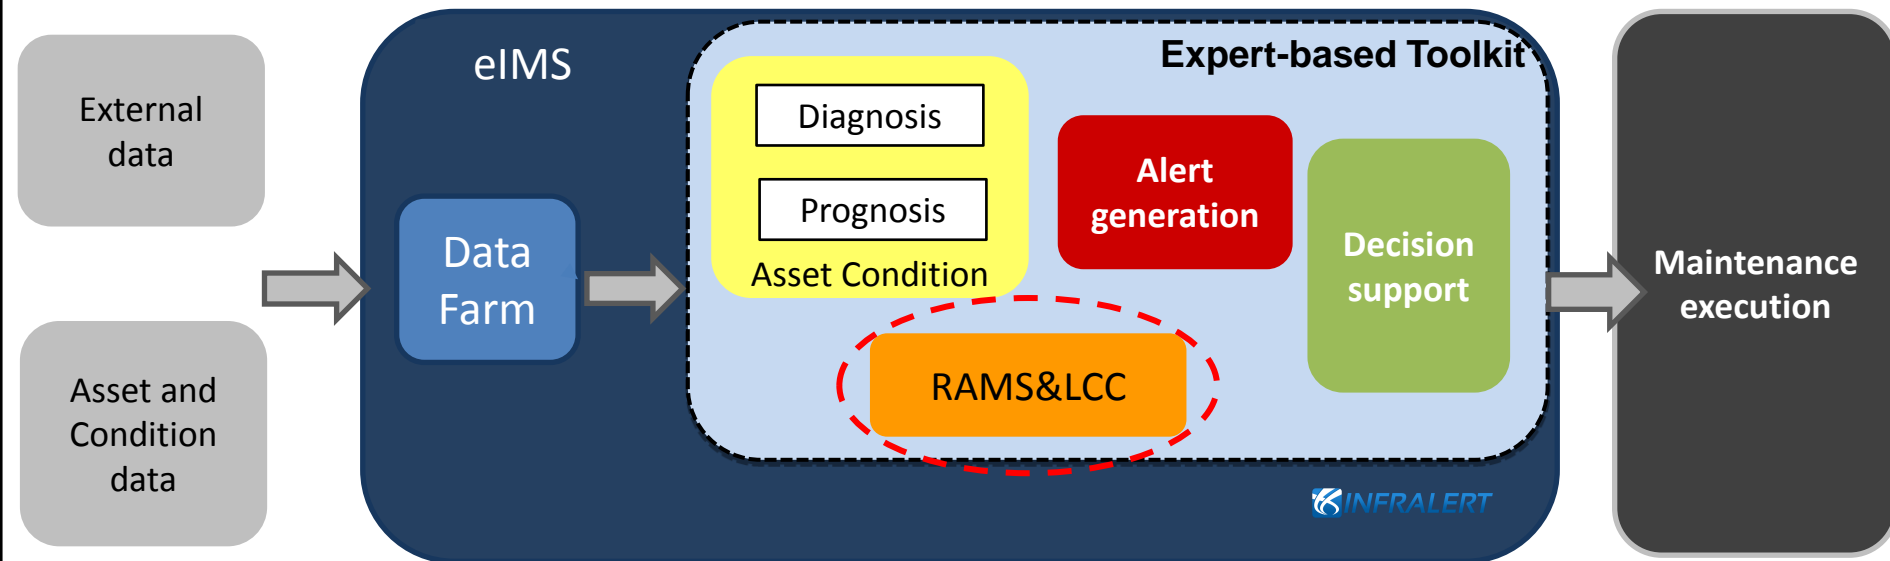 External
data
Asset and
Condition
data
eIMS
Data
Farm
Expert-based Toolkit
Diagnosis
Prognosis
Asset Condition
Alert
generation
RAMS&LCC
Decision
support
INFRALERT
Maintenance
execution